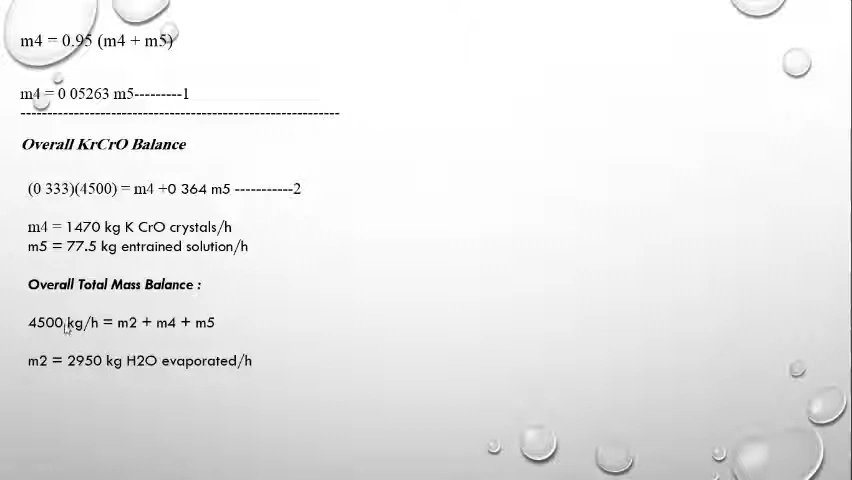 m4 = 0.95 (m4 + m5)
m4 = 0 05263 m5---------1
----------------------------------------------------------
Overall KrCrO Balance
(0 333)(4500) = m4 +0 364 m5 -----------2
m4 = 1470 kg K CrO crystals/h
m5 = 77.5 kg entrained solution/h
Overall Total Mass Balance :
4500 kg/h = m2 + m4 + m5
m2 = 2950 kg H2O evaporated/h